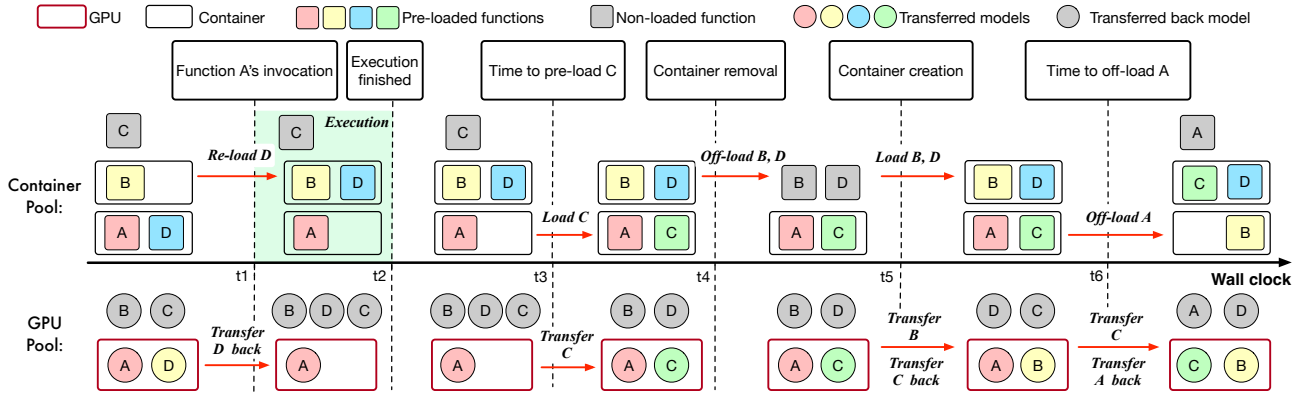 GPU
Container
Pre-loaded functions
Non-loaded function
Transferred models
Transferred back model
Function A's invocation
Execution
finished
Time to pre-load C
Container removal
Container creation
Time to off-load A
Execution
C
C
C
A
Re-load D
Off-load B, D
Load B, D
Container
Pool:
B
B D
B D
B D
B D
B D
C D
Load C
Off-load A
A D
A
A
A C
A C
A C
B
t1
t2
t3
t4
t5
t6
Wall clock
GPU
Pool:
B C
B D C
B D C
B D
B D
D C
A D
Transfer
D back
Transfer
C
Transfer
B
Transfer
C back
Transfer
C
Transfer
A back
A D
A
A
A C
A C
A B
C B